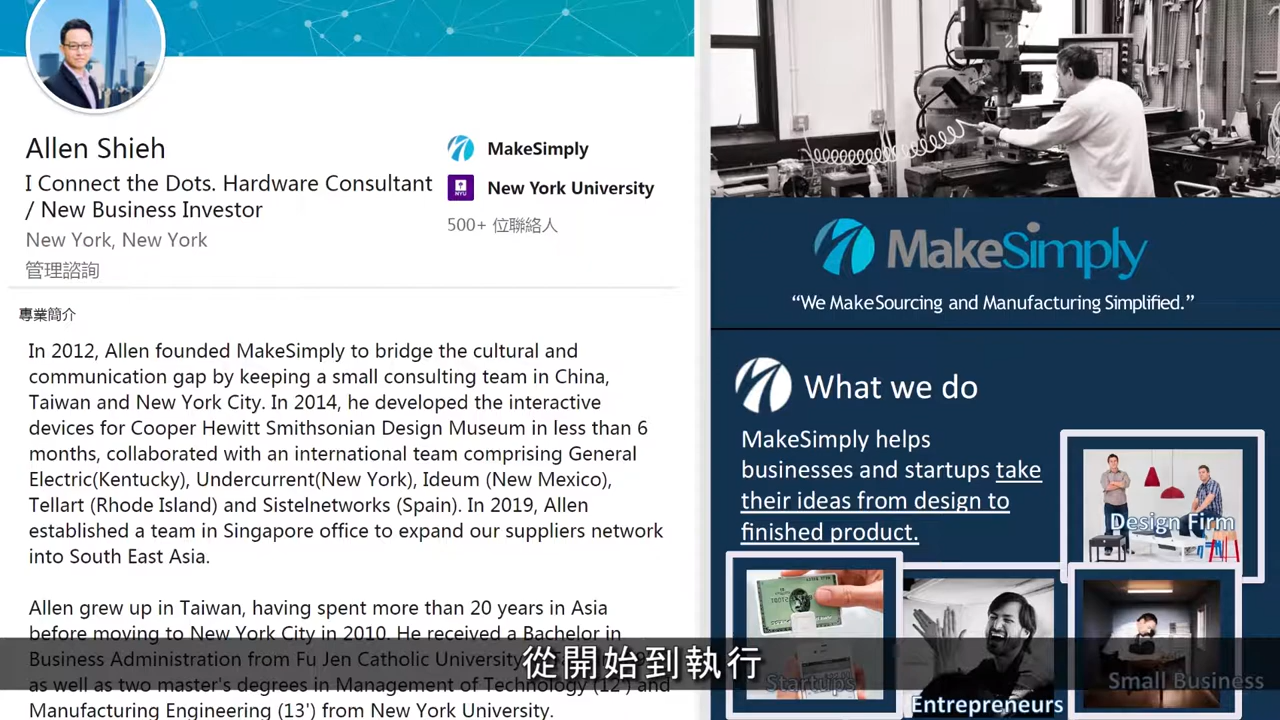 Allen Shieh
I Connect the Dots. Hardware Consultant
/ New Business Investor
New York, New York
管理諮詢
MakeSimply
New York University
500+ 位聯絡人
專業簡介
In 2012, Allen founded MakeSimply to bridge the cultural and
communication gap by keeping a small consulting team in China,
Taiwan and New York City. In 2014, he developed the interactive
devices for Cooper Hewitt Smithsonian Design Museum in less than 6
months, collaborated with an international team comprising General
Electric(Kentucky), Undercurrent(New York), Ideum (New Mexico),
Tellart (Rhode Island) and Sistelnetworks (Spain). In 2019, Allen
established a team in Singapore office to expand our suppliers network
into South East Asia.
Allen grew up in Taiwan, having spent more than 20 years in Asia
before moving to New York City in 2010. He received a Bachelor in
Business Administration from Fu Jen Catholic University
as well as two master's degrees in Management of Technology (12') and
Manufacturing Engineering (13') from New York University.
MakeSimply
“We Make Sourcing and Manufacturing Simplified.”
What we do
MakeSimply helps
businesses and startups take
their ideas from design to
finished product.
Design Firm
Startups
Entrepreneurs
Small Business
從開始到執行